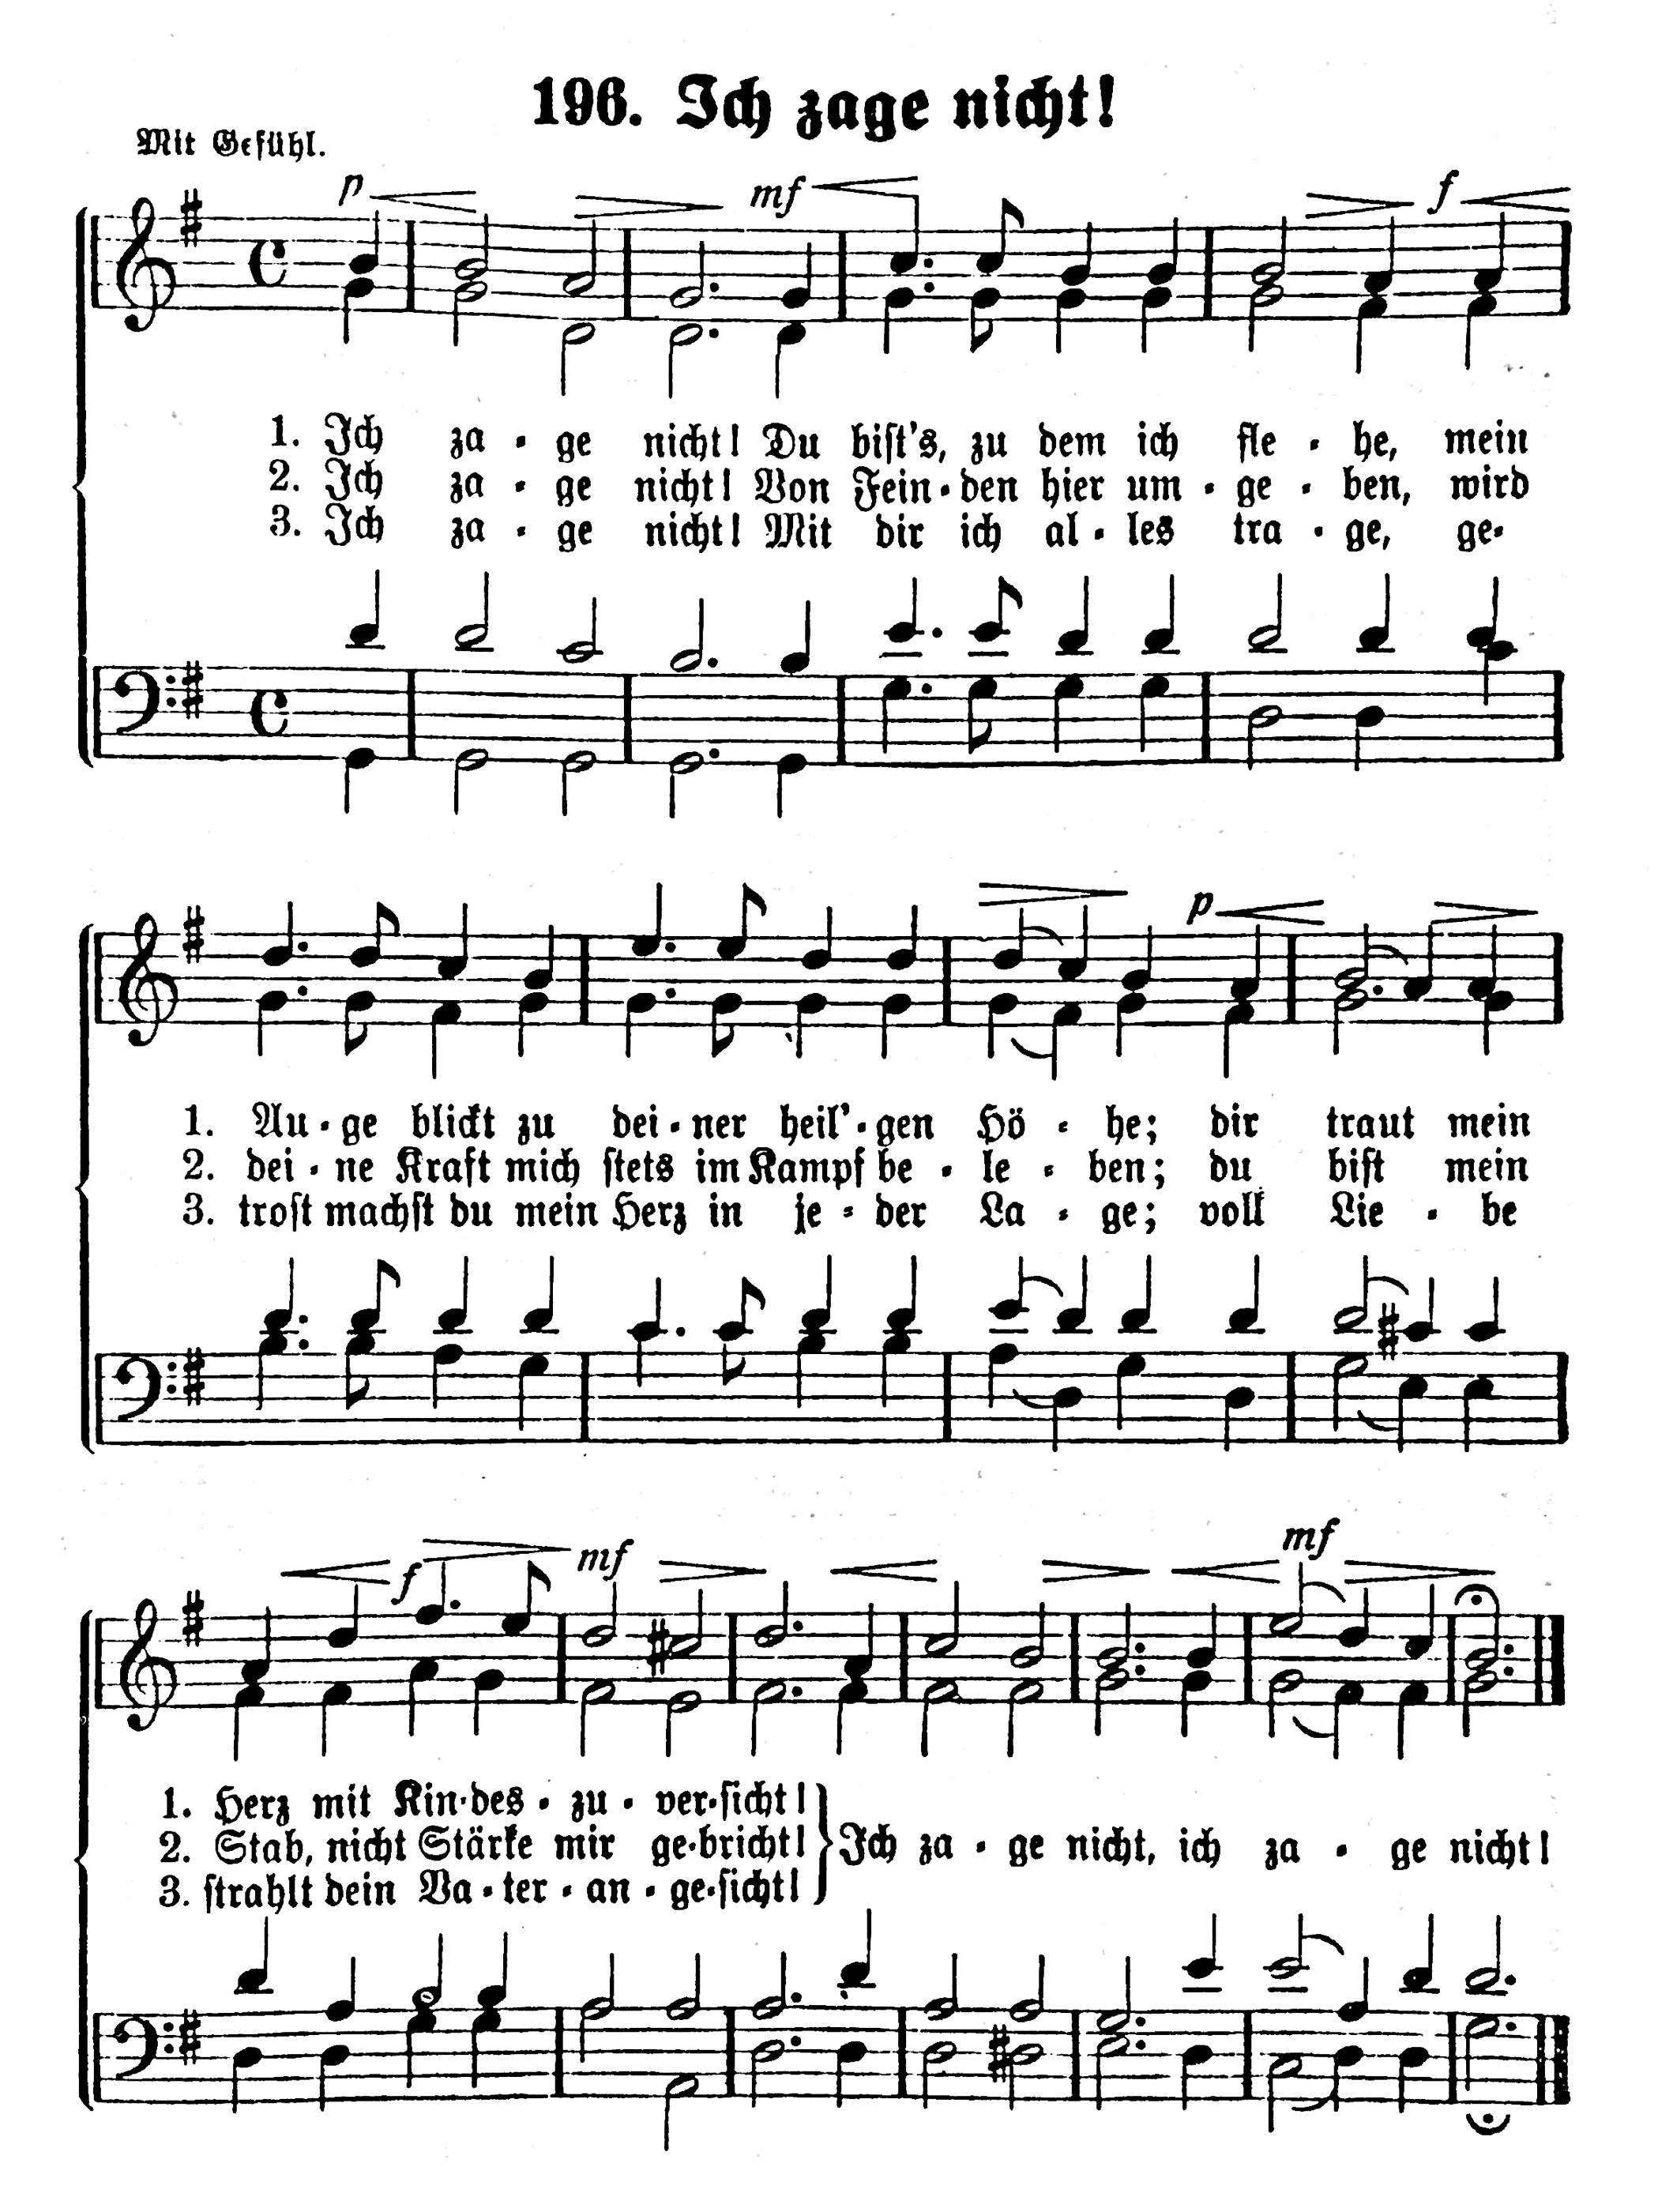 196. Ich zage nicht!
Mit Gefühl.
p mf f
1. Ich za - ge nicht! Du bist's, zu dem ich fle - he, mein
2. Ich za - ge nicht! Von Fein - den hier um - ge - ben, wird
3. Ich za - ge nicht! Mit dir ich al - les tra - ge, ge-
p
1. Au - ge blickt zu dei - ner heil' - gen Hö - he; dir traut mein
2. dei - ne Kraft mich stets im Kampf be - le - ben; du bist mein
3. trost machst du mein Herz in je - der La - ge; voll Lie - be
f mf mf
1. Herz mit Kin - des - zu - ver - sicht!
2. Stab, nicht Stärke mir ge - bricht! Ich za - ge nicht, ich za - ge nicht!
3. strahlt dein Va - ter - an - ge - sicht!